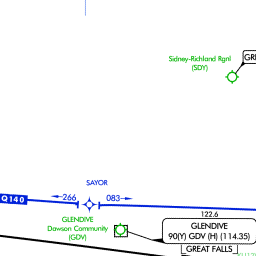 Sidney-Richland Rgnl
(SDY)
GR
SAYOR
Q140
266
083
122.6
GLENDIVE
Dawson Community
(GDV)
GLENDIVE
90(Y) GDV (H) (114.35)
GREAT FALLS